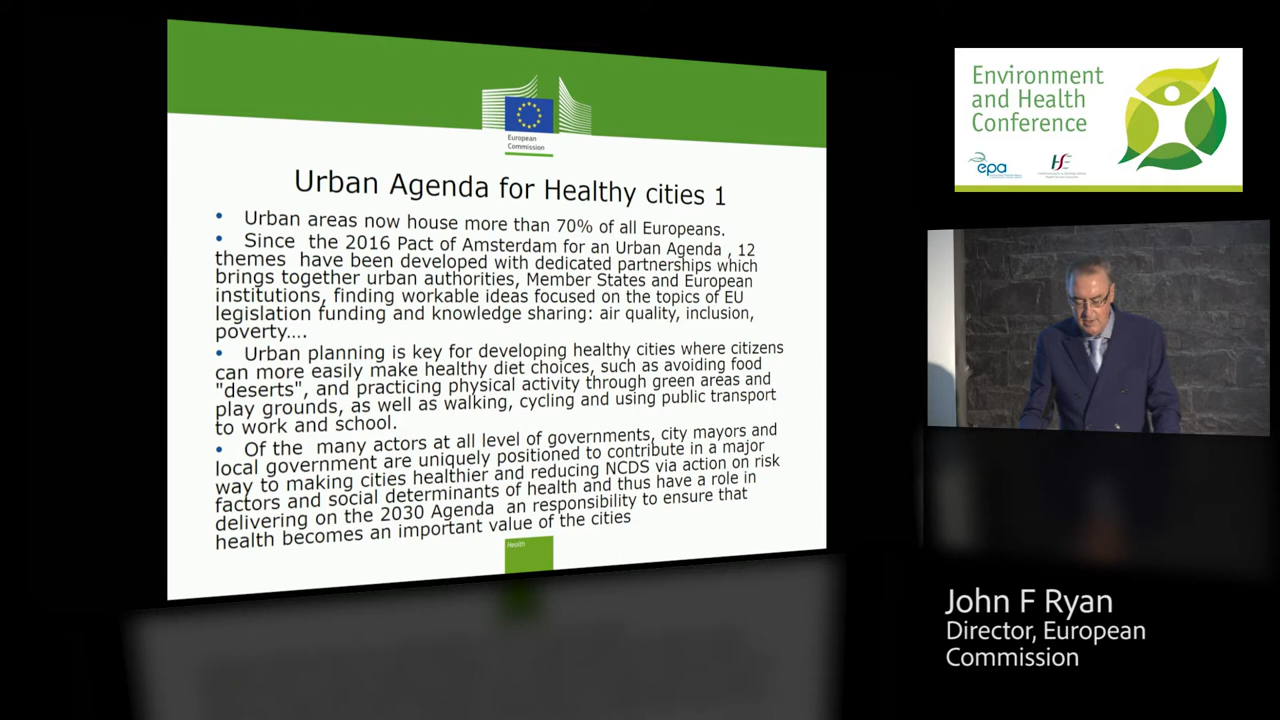 European
Commission
Urban Agenda for Healthy cities 1
• Urban areas now house more than 70% of all Europeans.
• Since the 2016 Pact of Amsterdam for an Urban Agenda , 12
themes have been developed with dedicated partnerships which
brings together urban authorities, Member States and European
institutions, finding workable ideas focused on the topics of EU
legislation funding and knowledge sharing: air quality, inclusion,
poverty....
• Urban planning is key for developing healthy cities where citizens
can more easily make healthy diet choices, such as avoiding food
"deserts", and practicing physical activity through green areas and
play grounds, as well as walking, cycling and using public transport
to work and school.
• Of the many actors at all level of governments, city mayors and
local government are uniquely positioned to contribute in a major
way to making cities healthier and reducing NCDS via action on risk
factors and social determinants of health and thus have a role in
delivering on the 2030 Agenda an responsibility to ensure that
health becomes an important value of the cities
Health
Environment
and Health
Conference
epa
John F Ryan
Director, European
Commission